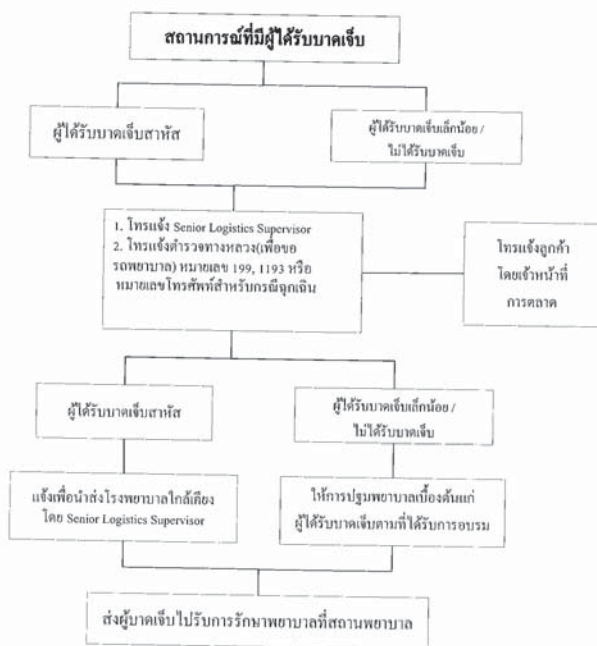 สถานการณ์ที่มีผู้ได้รับบาดเจ็บ
ผู้ได้รับบาดเจ็บสาหัส
ผู้ได้รับบาดเจ็บเล็กน้อย /
ไม่ได้รับบาดเจ็บ
1. โทรแจ้ง Senior Logistics Supervisor
2. โทรแจ้งตำรวจทางหลวง(เพื่อขอ
รถพยาบาล) หมายเลข 199, 1193 หรือ
หมายเลขโทรศัพท์สำหรับกรณีฉุกเฉิน
โทรแจ้งลูกค้า
โดยเจ้าหน้าที่
การตลาด
ผู้ได้รับบาดเจ็บสาหัส
ผู้ได้รับบาดเจ็บเล็กน้อย /
ไม่ได้รับบาดเจ็บ
แจ้งเพื่อนำส่งโรงพยาบาลใกล้เคียง
โดย Senior Logistics Supervisor
ให้การปฐมพยาบาลเบื้องต้นแก่
ผู้ได้รับบาดเจ็บตามที่ได้รับการอบรม
ส่งผู้บาดเจ็บไปรับการรักษาพยาบาลที่สถานพยาบาล